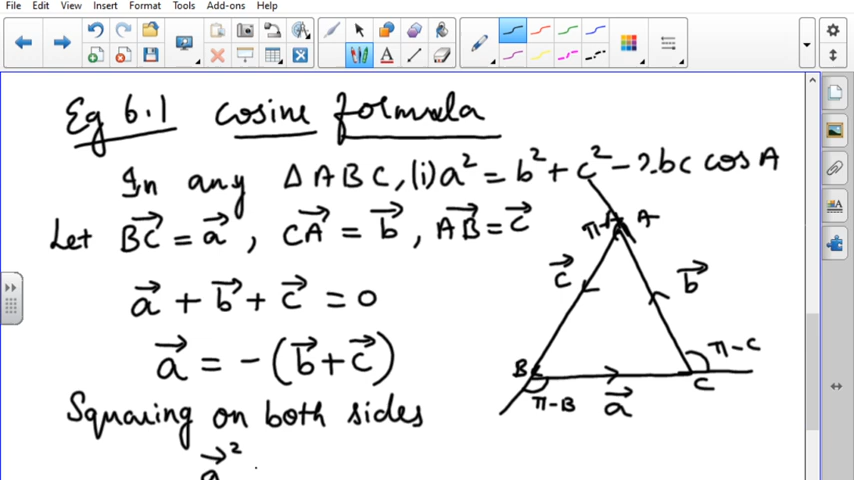 File Edit View Insert Format Tools Add-ons Help
Eg 6.1 cosine formula
In any ΔABC, (i) a² = b² + c² - 2bc cos A
Let BC⃗ = a⃗, CA⃗ = b⃗, AB⃗ = c⃗
π-A A
c⃗ b⃗
a⃗ + b⃗ + c⃗ = 0
a⃗ = -(b⃗ + c⃗)
π-C
B C
π-B a⃗
Squaring on both sides
a⃗²